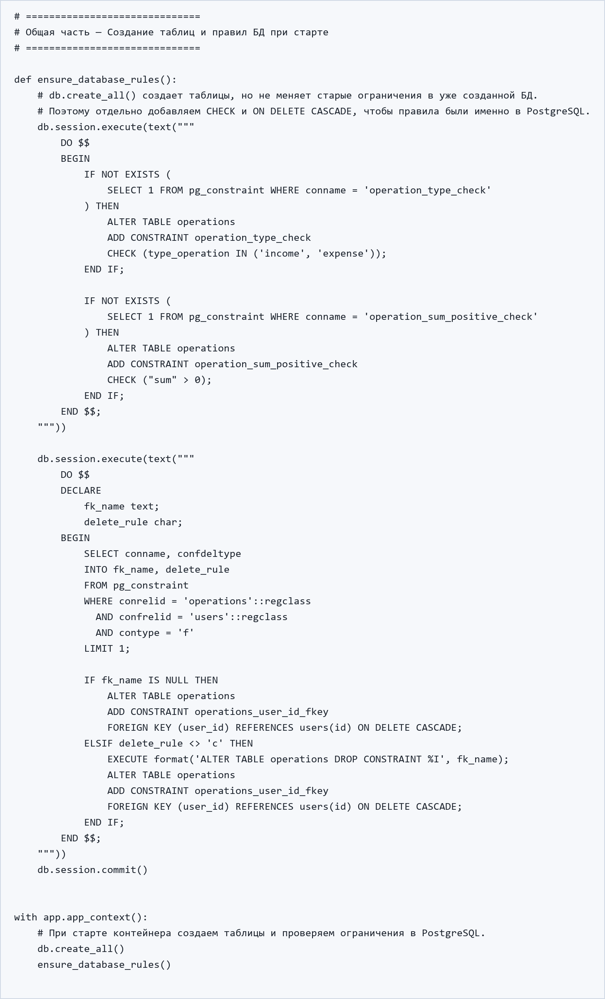 # ==============================
# Общая часть — Создание таблиц и правил БД при старте
# ==============================
def ensure_database_rules():
    # db.create_all() создает таблицы, но не меняет старые ограничения в уже созданной БД.
    # Поэтому отдельно добавляем CHECK и ON DELETE CASCADE, чтобы правила были именно в PostgreSQL.
    db.session.execute(text("""
        DO $$
        BEGIN
            IF NOT EXISTS (
                SELECT 1 FROM pg_constraint WHERE conname = 'operation_type_check'
            ) THEN
                ALTER TABLE operations
                ADD CONSTRAINT operation_type_check
                CHECK (type_operation IN ('income', 'expense'));
            END IF;
            IF NOT EXISTS (
                SELECT 1 FROM pg_constraint WHERE conname = 'operation_sum_positive_check'
            ) THEN
                ALTER TABLE operations
                ADD CONSTRAINT operation_sum_positive_check
                CHECK ("sum" > 0);
            END IF;
        END $$;
    """))
    db.session.execute(text("""
        DO $$
        DECLARE
            fk_name text;
            delete_rule char;
        BEGIN
            SELECT conname, confdeltype
            INTO fk_name, delete_rule
            FROM pg_constraint
            WHERE conrelid = 'operations'::regclass
              AND confrelid = 'users'::regclass
              AND contype = 'f'
            LIMIT 1;
            IF fk_name IS NULL THEN
                ALTER TABLE operations
                ADD CONSTRAINT operations_user_id_fkey
                FOREIGN KEY (user_id) REFERENCES users(id) ON DELETE CASCADE;
            ELSIF delete_rule <> 'c' THEN
                EXECUTE format('ALTER TABLE operations DROP CONSTRAINT %I', fk_name);
                ALTER TABLE operations
                ADD CONSTRAINT operations_user_id_fkey
                FOREIGN KEY (user_id) REFERENCES users(id) ON DELETE CASCADE;
            END IF;
        END $$;
    """))
    db.session.commit()
with app.app_context():
    # При старте контейнера создаем таблицы и проверяем ограничения в PostgreSQL.
    db.create_all()
    ensure_database_rules()